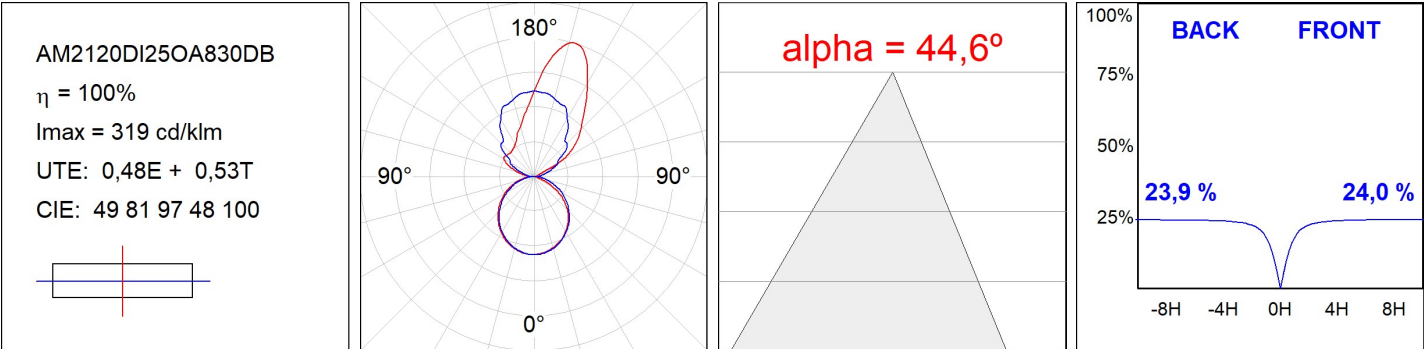 AM2120DI25OA830DB
η = 100%
Imax = 319 cd/klm
UTE: 0,48E + 0,53T
CIE: 49 81 97 48 100
180°
90°
90°
0°
alpha = 44,6º
100%
BACK FRONT
75%
50%
23,9 % 24,0 %
25%
-8H -4H 0H 4H 8H